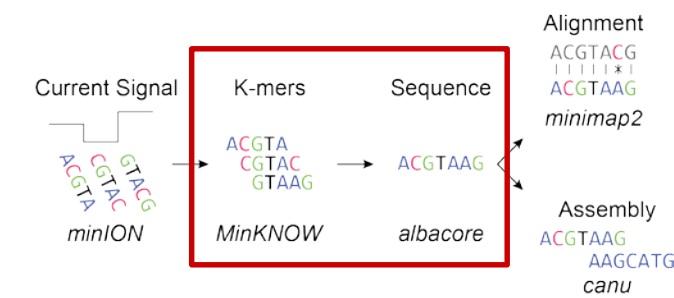 Current Signal
ACGTA
CGTAC
GTACG
minION
K-mers
ACGTA
CGTAC
GTAAG
MinKNOW
Sequence
ACGTAAG
albacore
Alignment
ACGTACG
| | | | | * |
ACGTAAG
minimap2
Assembly
ACGTAAG
AAGCATG
canu